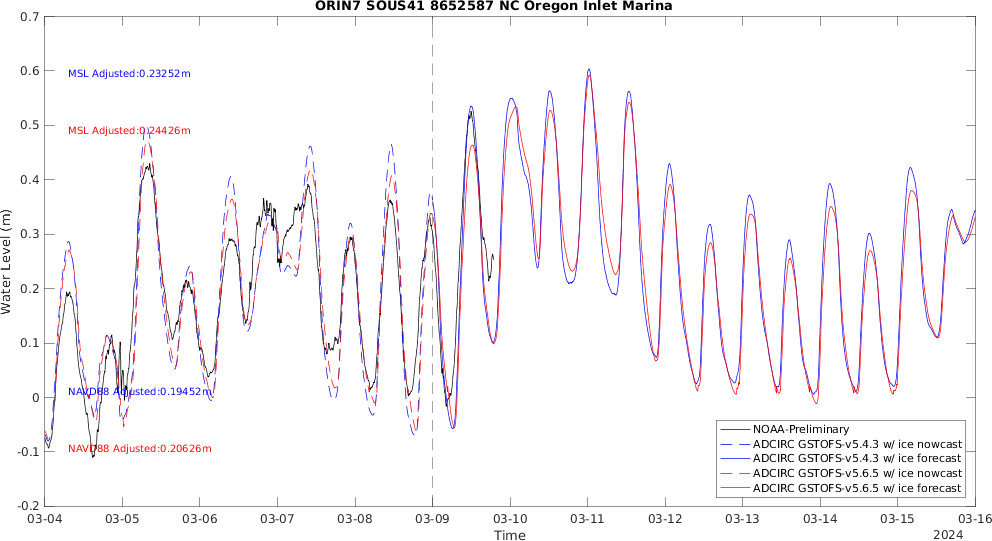 ORIN7 SOUS41 8652587 NC Oregon Inlet Marina
0.7
0.6
0.5
0.4
0.3
0.2
0.1
0
-0.1
-0.2
Water Level (m)
MSL Adjusted:0.23252m
MSL Adjusted:0.24426m
NAVD88 Adjusted:0.19452m
NAVD88 Adjusted:0.20626m
NOAA-Preliminary
ADCIRC GSTOFS-v5.4.3 w/ ice nowcast
ADCIRC GSTOFS-v5.4.3 w/ ice forecast
ADCIRC GSTOFS-v5.6.5 w/ ice nowcast
ADCIRC GSTOFS-v5.6.5 w/ ice forecast
03-04 03-05 03-06 03-07 03-08 03-09 03-10 03-11 03-12 03-13 03-14 03-15 03-16
Time
2024